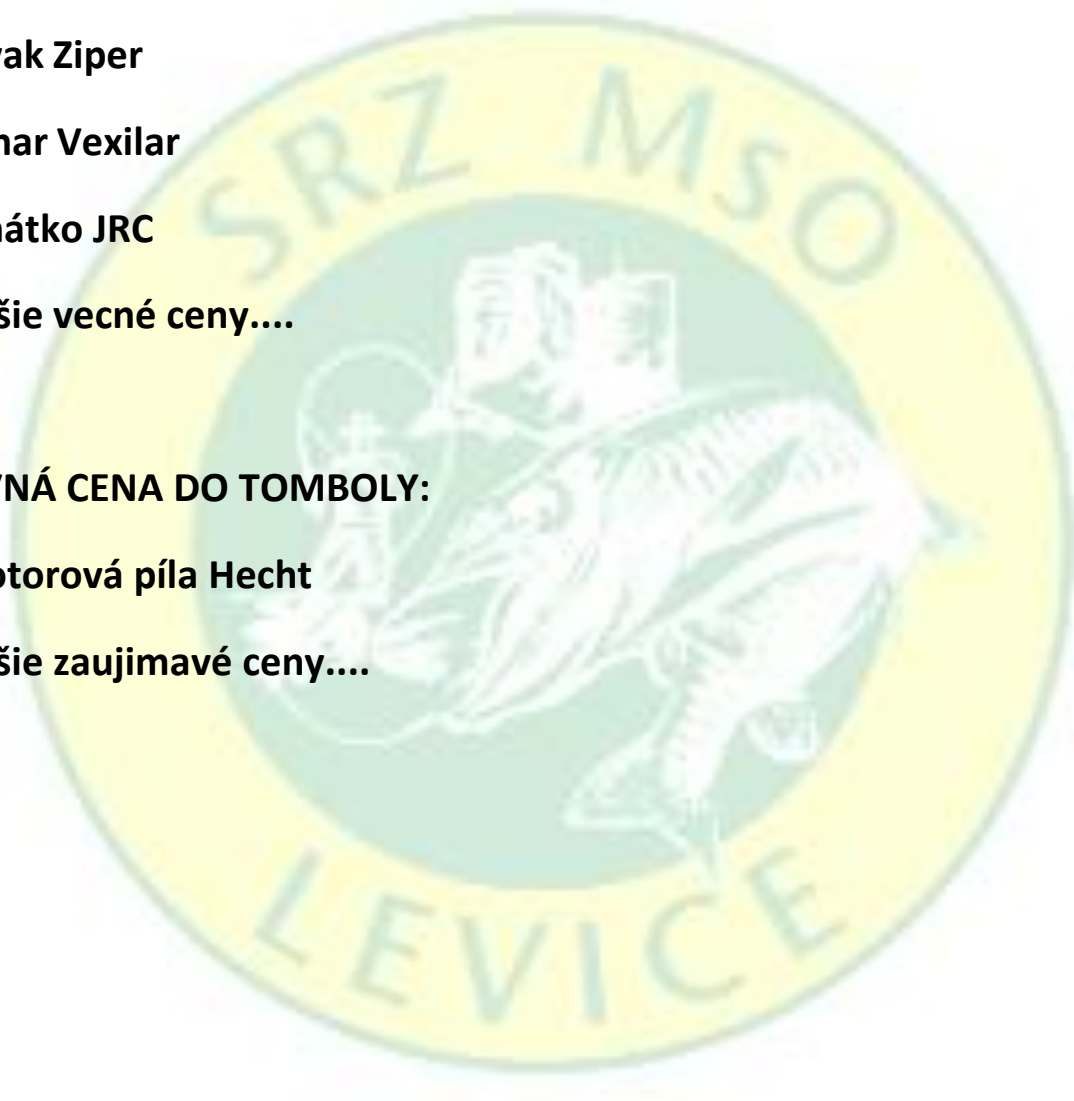 vak Ziper
nar Vexilar
nátko JRC
šie vecné ceny....
VNÁ CENA DO TOMBOLY:
otorová píla Hecht
šie zaujimavé ceny....
SRZ MsO
LEVICE